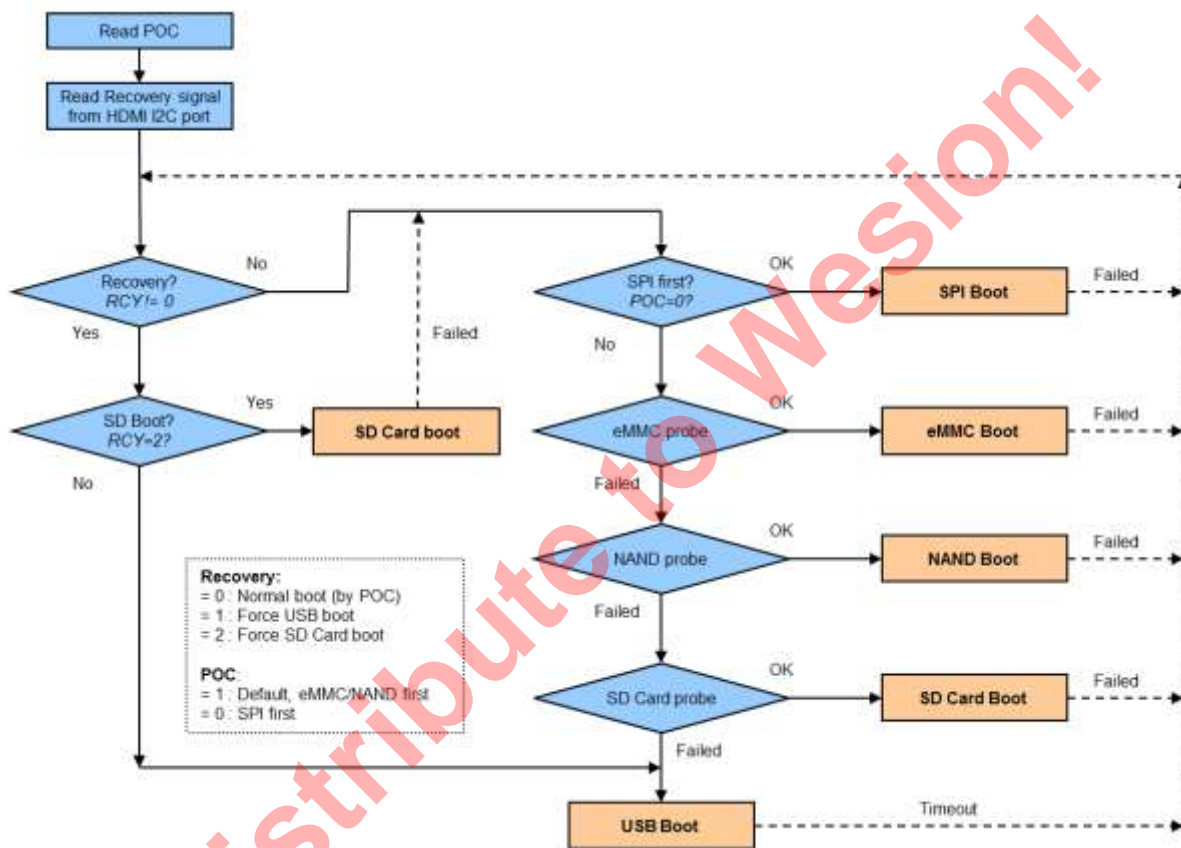 Read POC
Read Recovery signal
from HDMI I2C port
Recovery?
RCY!= 0
No
Yes
SD Boot?
RCY=2?
Yes
No
SD Card boot
Failed
SPI first?
POC=0?
OK
SPI Boot
Failed
No
eMMC probe
OK
eMMC Boot
Failed
Failed
NAND probe
OK
NAND Boot
Failed
Failed
SD Card probe
OK
SD Card Boot
Failed
Failed
USB Boot
Timeout
Recovery:
= 0 : Normal boot (by POC)
= 1 : Force USB boot
= 2 : Force SD Card boot
POC:
= 1 : Default, eMMC/NAND first
= 0 : SPI first
stribute to Wesion!